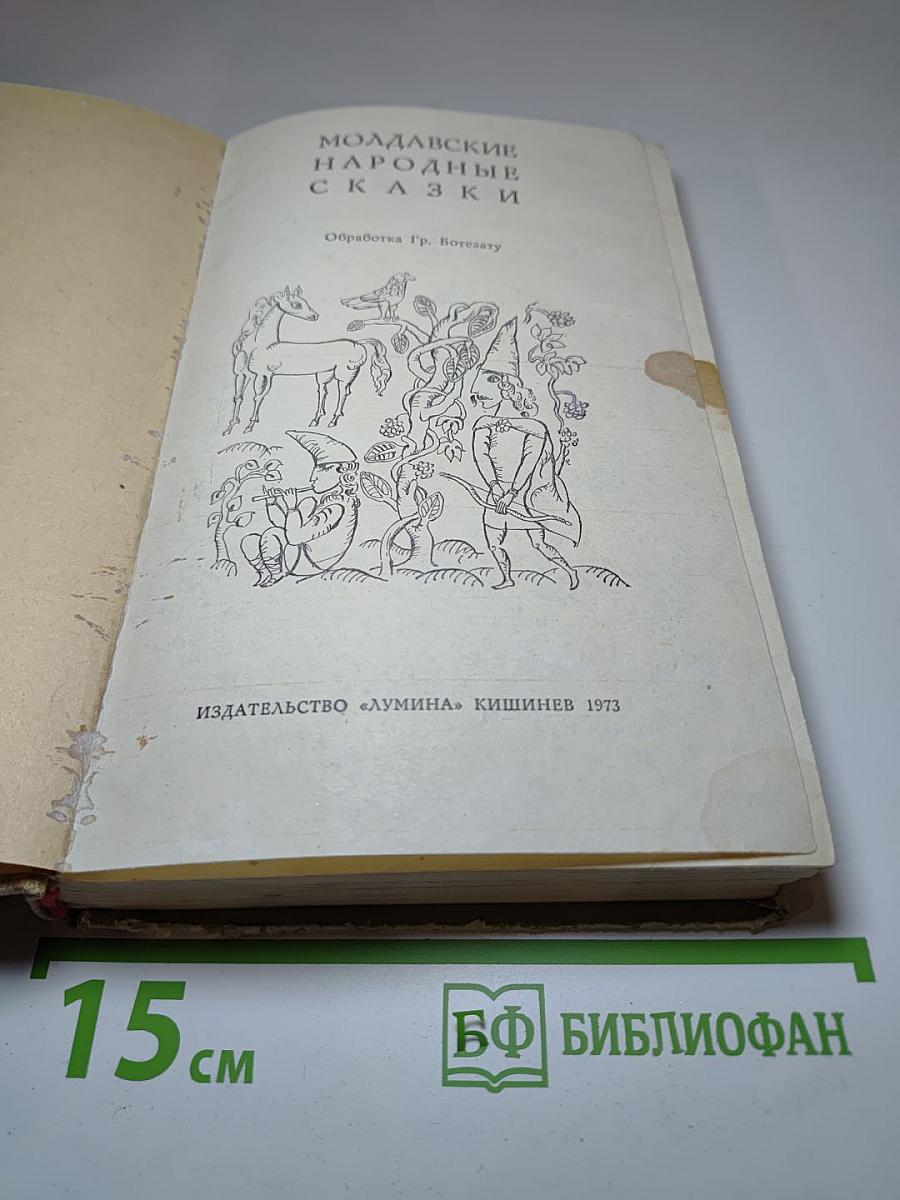 МОЛДАВСКИЕ
НАРОДНЫЕ
СКАЗКИ
Обработка Гр. Ботезату
ИЗДАТЕЛЬСТВО «ЛУМИНА» КИШИНЕВ 1973
15 см
БФ БИБЛИОФАН